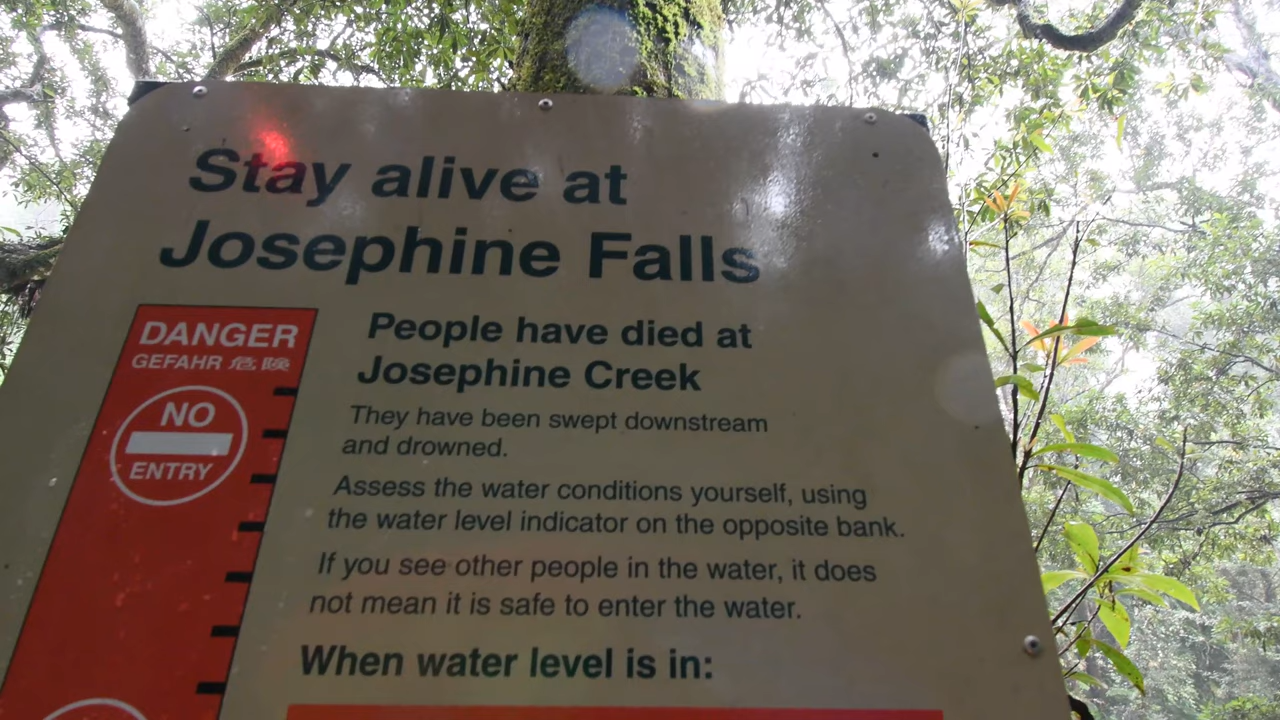 Stay alive at
Josephine Falls
DANGER
GEFAHR 危険
NO
ENTRY
People have died at
Josephine Creek
They have been swept downstream
and drowned.
Assess the water conditions yourself, using
the water level indicator on the opposite bank.
If you see other people in the water, it does
not mean it is safe to enter the water.
When water level is in: